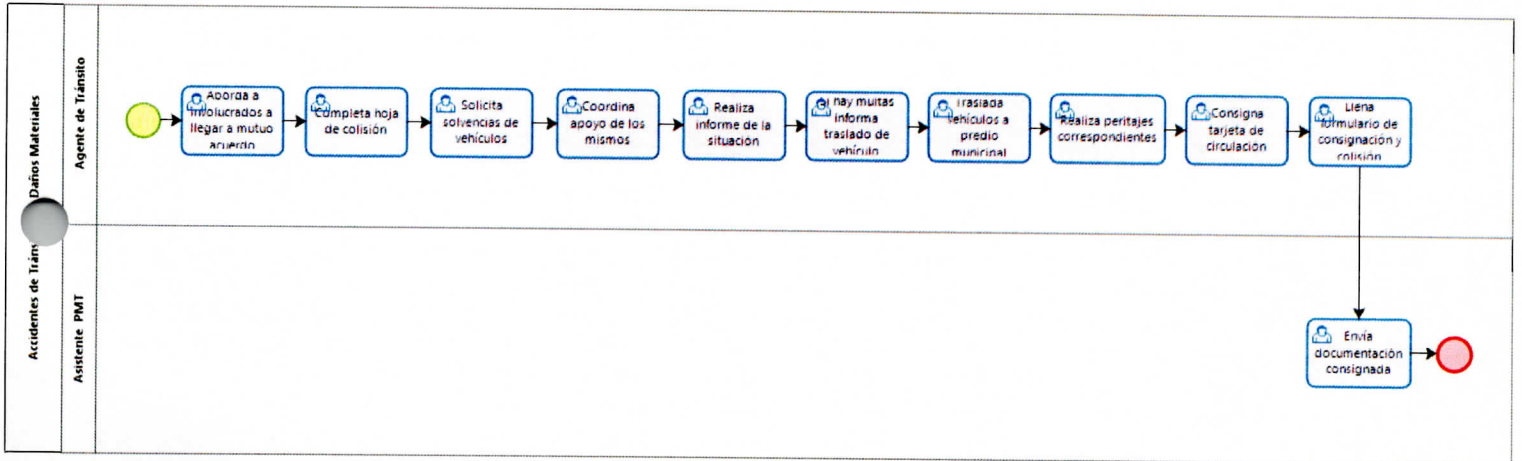 Accidentes de Daños Materiales
Agente de Tránsito
Aborda a
involucrados a
llegar a mutuo
acuerdo
Completa hoja
de colisión
Solicita
solvencias de
vehículos
Coordina
apoyo de los
mismos
Realiza
informe de la
situación
Si hay multas
informa
traslado de
vehículo
Traslada
vehículos a
predio
municipal
Realiza peritajes
correspondientes
Consigna
tarjeta de
circulación
Llena
formulario de
consignación y
colisión
Asistente PMT
Envía
documentación
consignada